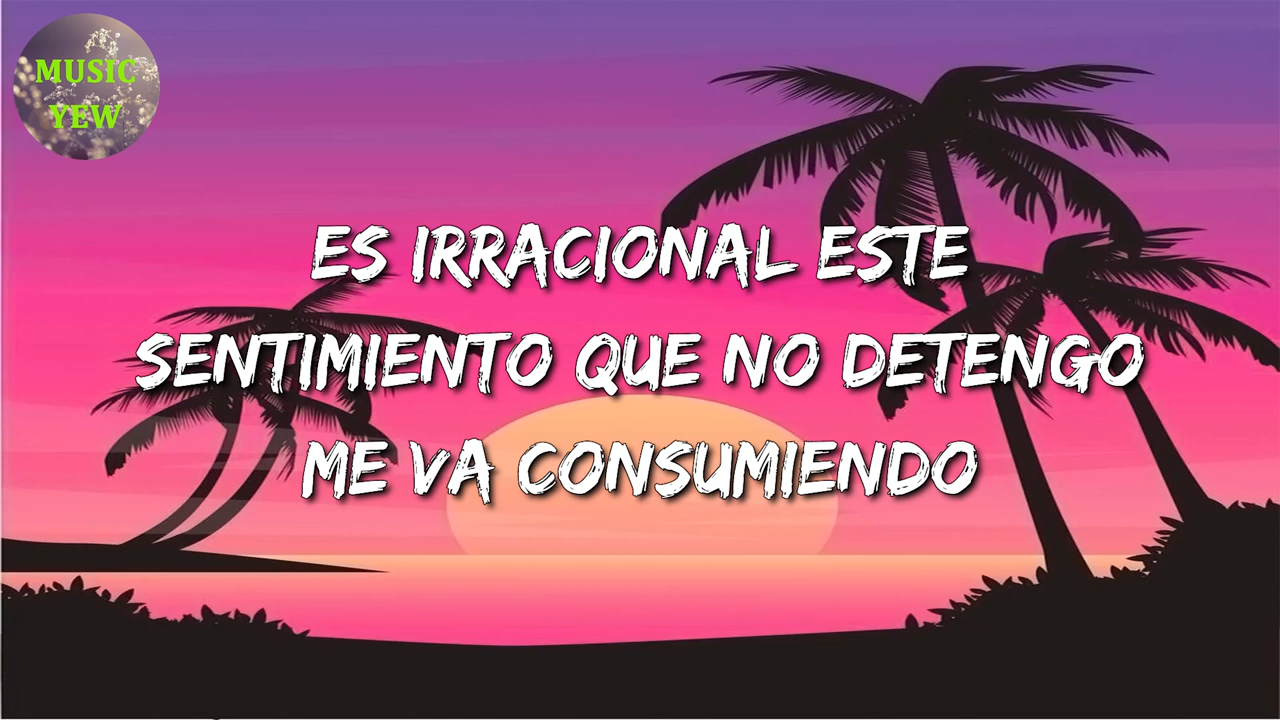 MUSIC
YEW
ES IRRACIONAL ESTE
SENTIMIENTO QUE NO DETENGO
ME VA CONSUMIENDO